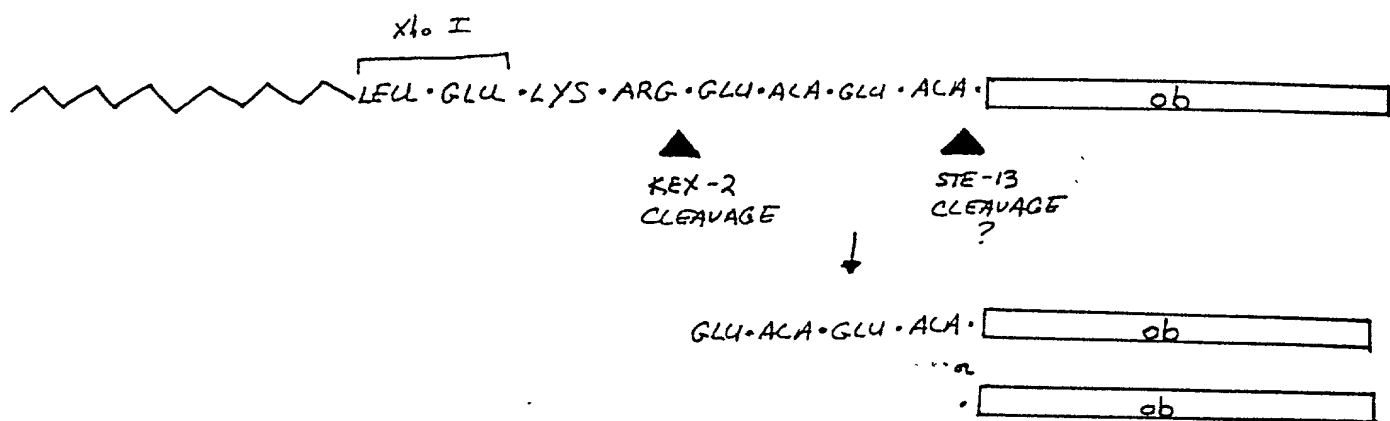 Xho I
LEU · GLU · LYS · ARG · GLU · ALA · GLU · ALA · ob
KEX-2 STE-13
CLEAVAGE CLEAVAGE
?
GLU · ALA · GLU · ALA · ob
... or
· ob